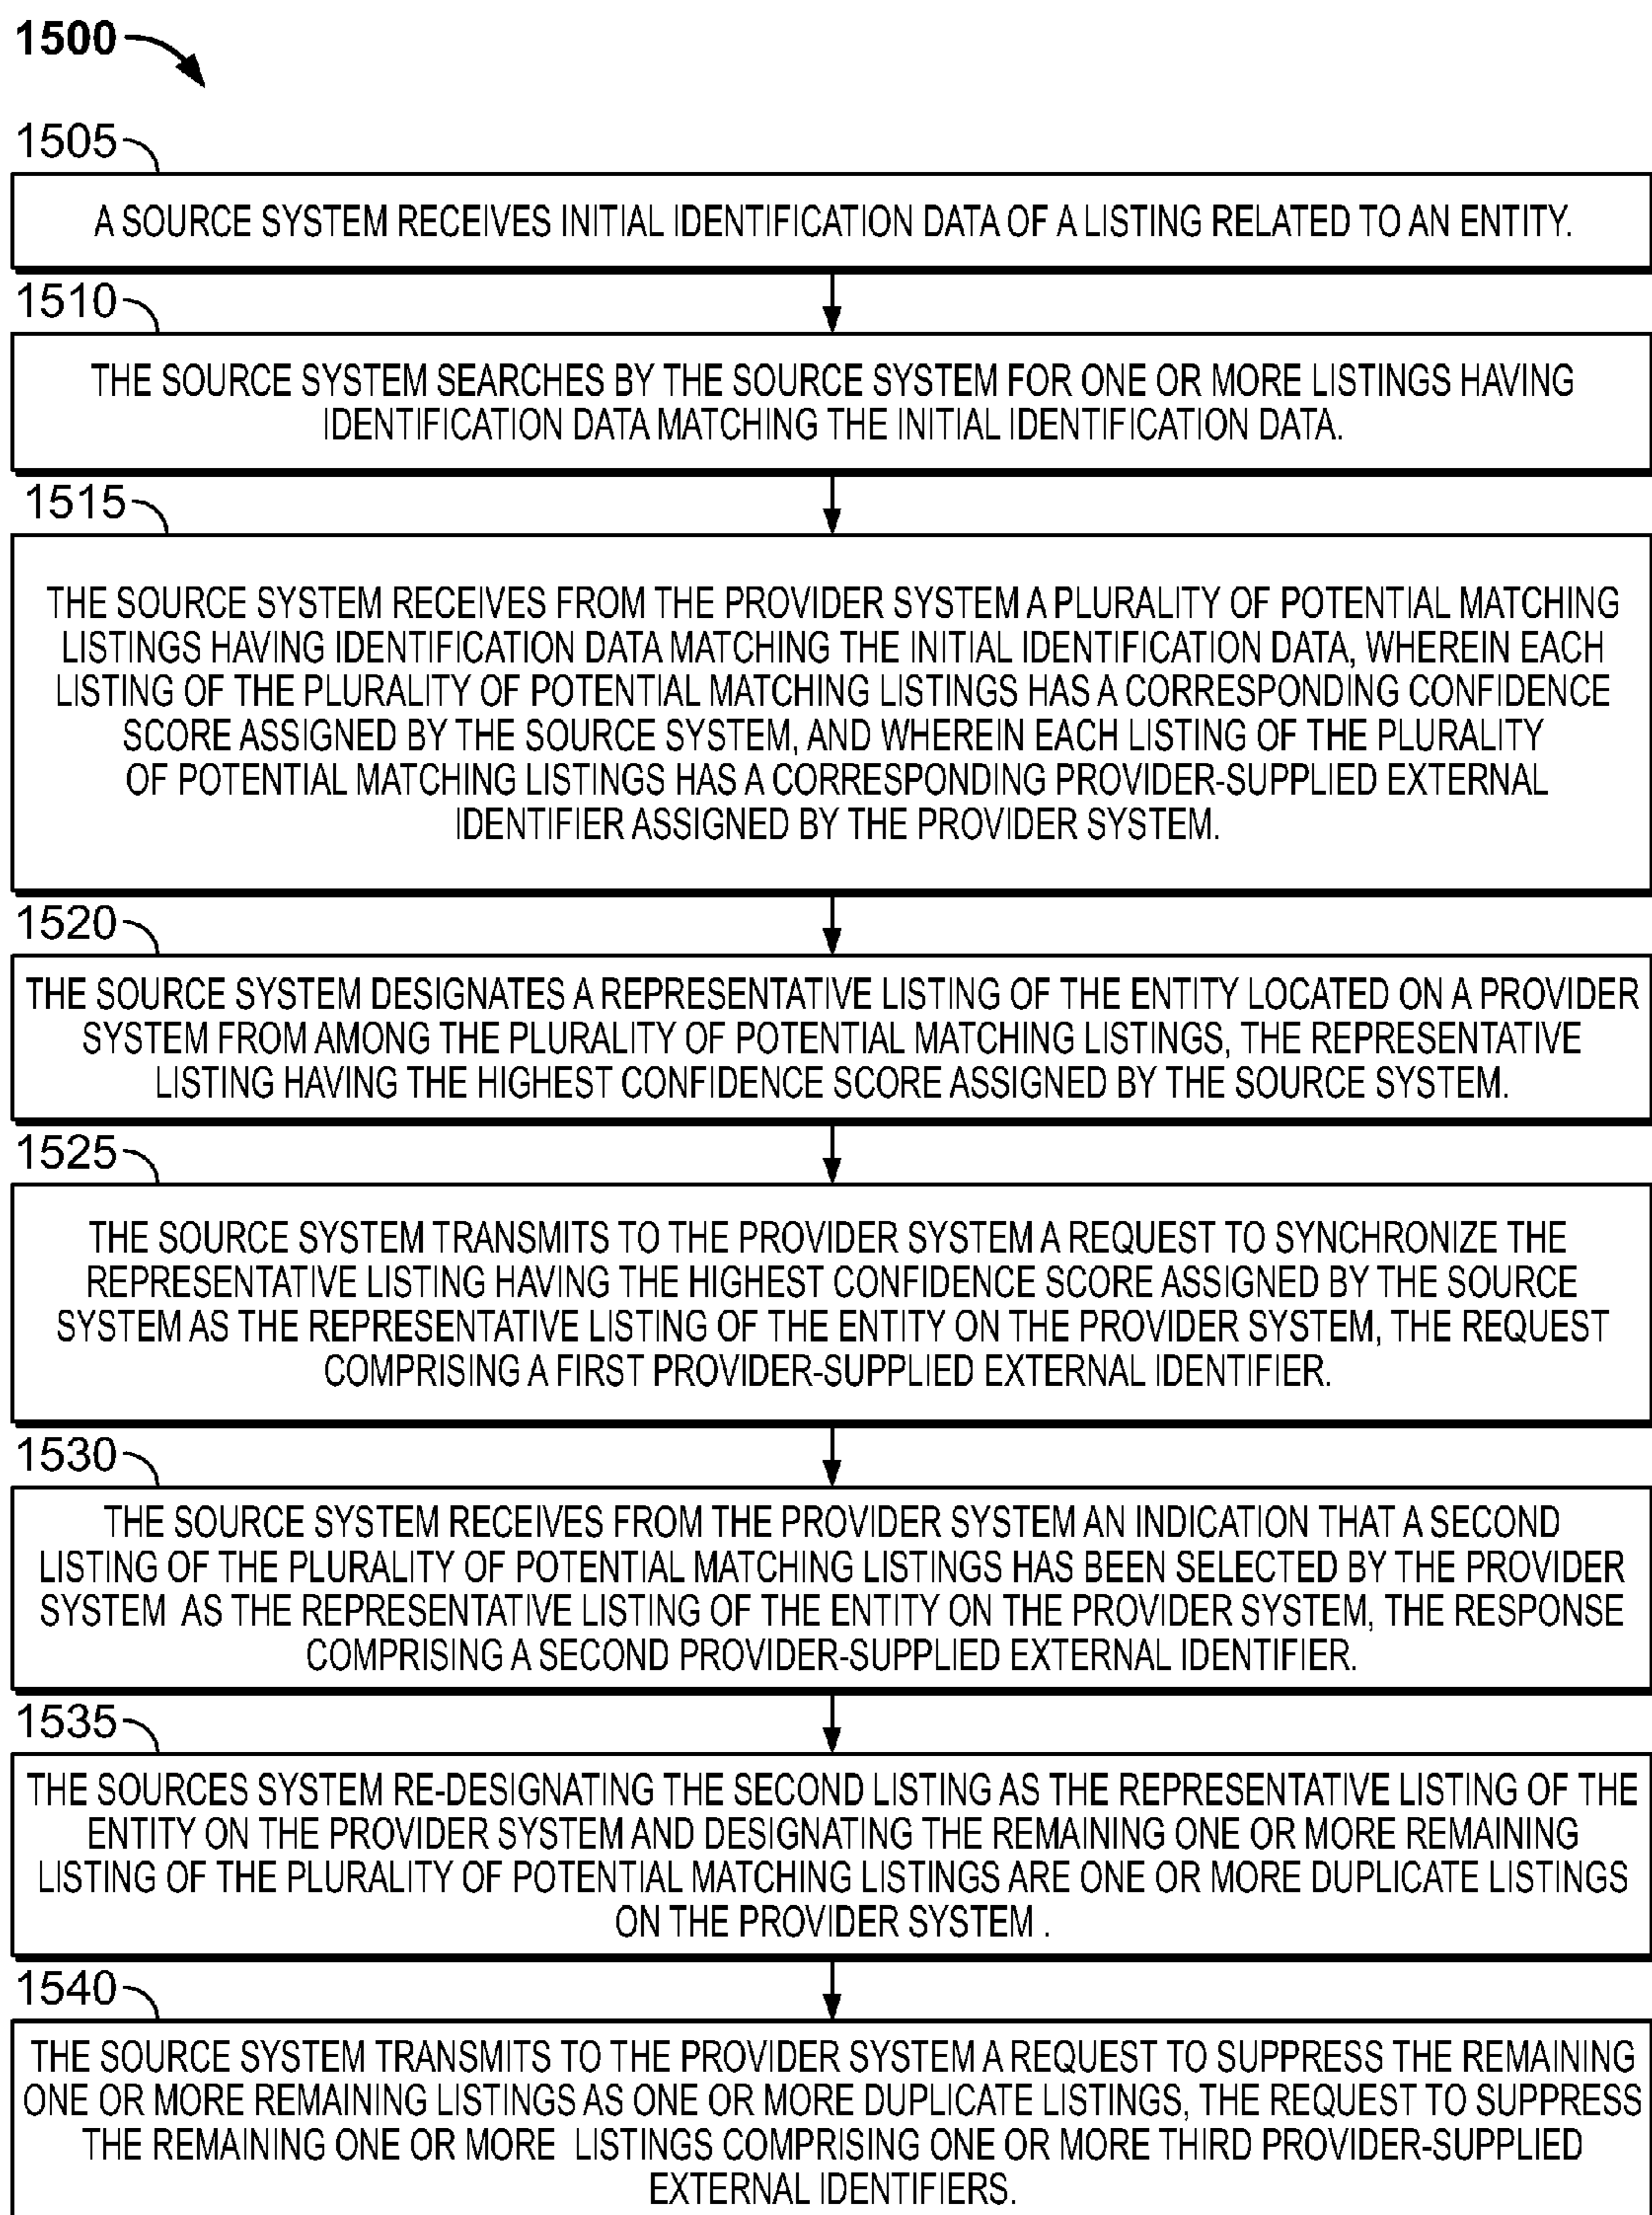 1500
1505
A SOURCE SYSTEM RECEIVES INITIAL IDENTIFICATION DATA OF A LISTING RELATED TO AN ENTITY.
1510
THE SOURCE SYSTEM SEARCHES BY THE SOURCE SYSTEM FOR ONE OR MORE LISTINGS HAVING
IDENTIFICATION DATA MATCHING THE INITIAL IDENTIFICATION DATA.
1515
THE SOURCE SYSTEM RECEIVES FROM THE PROVIDER SYSTEM A PLURALITY OF POTENTIAL MATCHING
LISTINGS HAVING IDENTIFICATION DATA MATCHING THE INITIAL IDENTIFICATION DATA, WHEREIN EACH
LISTING OF THE PLURALITY OF POTENTIAL MATCHING LISTINGS HAS A CORRESPONDING CONFIDENCE
SCORE ASSIGNED BY THE SOURCE SYSTEM, AND WHEREIN EACH LISTING OF THE PLURALITY
OF POTENTIAL MATCHING LISTINGS HAS A CORRESPONDING PROVIDER-SUPPLIED EXTERNAL
IDENTIFIER ASSIGNED BY THE PROVIDER SYSTEM.
1520
THE SOURCE SYSTEM DESIGNATES A REPRESENTATIVE LISTING OF THE ENTITY LOCATED ON A PROVIDER
SYSTEM FROM AMONG THE PLURALITY OF POTENTIAL MATCHING LISTINGS, THE REPRESENTATIVE
LISTING HAVING THE HIGHEST CONFIDENCE SCORE ASSIGNED BY THE SOURCE SYSTEM.
1525
THE SOURCE SYSTEM TRANSMITS TO THE PROVIDER SYSTEM A REQUEST TO SYNCHRONIZE THE
REPRESENTATIVE LISTING HAVING THE HIGHEST CONFIDENCE SCORE ASSIGNED BY THE SOURCE
SYSTEM AS THE REPRESENTATIVE LISTING OF THE ENTITY ON THE PROVIDER SYSTEM, THE REQUEST
COMPRISING A FIRST PROVIDER-SUPPLIED EXTERNAL IDENTIFIER.
1530
THE SOURCE SYSTEM RECEIVES FROM THE PROVIDER SYSTEM AN INDICATION THAT A SECOND
LISTING OF THE PLURALITY OF POTENTIAL MATCHING LISTINGS HAS BEEN SELECTED BY THE PROVIDER
SYSTEM AS THE REPRESENTATIVE LISTING OF THE ENTITY ON THE PROVIDER SYSTEM, THE RESPONSE
COMPRISING A SECOND PROVIDER-SUPPLIED EXTERNAL IDENTIFIER.
1535
THE SOURCES SYSTEM RE-DESIGNATING THE SECOND LISTING AS THE REPRESENTATIVE LISTING OF THE
ENTITY ON THE PROVIDER SYSTEM AND DESIGNATING THE REMAINING ONE OR MORE REMAINING
LISTING OF THE PLURALITY OF POTENTIAL MATCHING LISTINGS ARE ONE OR MORE DUPLICATE LISTINGS
ON THE PROVIDER SYSTEM .
1540
THE SOURCE SYSTEM TRANSMITS TO THE PROVIDER SYSTEM A REQUEST TO SUPPRESS THE REMAINING
ONE OR MORE REMAINING LISTINGS AS ONE OR MORE DUPLICATE LISTINGS, THE REQUEST TO SUPPRESS
THE REMAINING ONE OR MORE LISTINGS COMPRISING ONE OR MORE THIRD PROVIDER-SUPPLIED
EXTERNAL IDENTIFIERS.